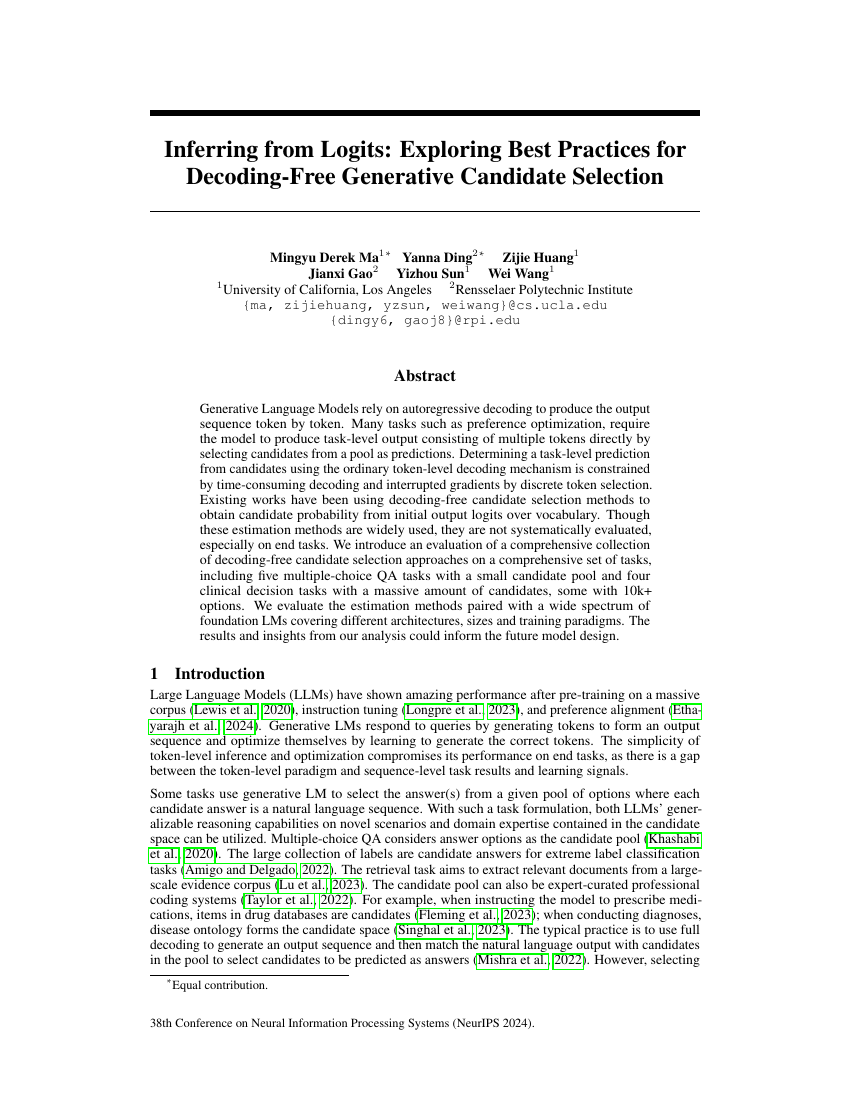 Inferring from Logits: Exploring Best Practices for
Decoding-Free Generative Candidate Selection
Mingyu Derek Ma1* Yanna Ding2* Zijie Huang1
Jianxi Gao2 Yizhou Sun1 Wei Wang1
1University of California, Los Angeles 2Rensselaer Polytechnic Institute
{ma, zijiehuang, yzsun, weiwang}@cs.ucla.edu
{dingy6, gaoj8}@rpi.edu
Abstract
Generative Language Models rely on autoregressive decoding to produce the output
sequence token by token. Many tasks such as preference optimization, require
the model to produce task-level output consisting of multiple tokens directly by
selecting candidates from a pool as predictions. Determining a task-level prediction
from candidates using the ordinary token-level decoding mechanism is constrained
by time-consuming decoding and interrupted gradients by discrete token selection.
Existing works have been using decoding-free candidate selection methods to
obtain candidate probability from initial output logits over vocabulary. Though
these estimation methods are widely used, they are not systematically evaluated,
especially on end tasks. We introduce an evaluation of a comprehensive collection
of decoding-free candidate selection approaches on a comprehensive set of tasks,
including five multiple-choice QA tasks with a small candidate pool and four
clinical decision tasks with a massive amount of candidates, some with 10k+
options. We evaluate the estimation methods paired with a wide spectrum of
foundation LMs covering different architectures, sizes and training paradigms. The
results and insights from our analysis could inform the future model design.
1 Introduction
Large Language Models (LLMs) have shown amazing performance after pre-training on a massive
corpus (Lewis et al., 2020), instruction tuning (Longpre et al., 2023), and preference alignment (Etha-
yarajh et al., 2024). Generative LMs respond to queries by generating tokens to form an output
sequence and optimize themselves by learning to generate the correct tokens. The simplicity of
token-level inference and optimization compromises its performance on end tasks, as there is a gap
between the token-level paradigm and sequence-level task results and learning signals.
Some tasks use generative LM to select the answer(s) from a given pool of options where each
candidate answer is a natural language sequence. With such a task formulation, both LLMs' gener-
alizable reasoning capabilities on novel scenarios and domain expertise contained in the candidate
space can be utilized. Multiple-choice QA considers answer options as the candidate pool (Khashabi
et al., 2020). The large collection of labels are candidate answers for extreme label classification
tasks (Amigo and Delgado, 2022). The retrieval task aims to extract relevant documents from a large-
scale evidence corpus (Lu et al., 2023). The candidate pool can also be expert-curated professional
coding systems (Taylor et al., 2022). For example, when instructing the model to prescribe medi-
cations, items in drug databases are candidates (Fleming et al., 2023); when conducting diagnoses,
disease ontology forms the candidate space (Singhal et al., 2023). The typical practice is to use full
decoding to generate an output sequence and then match the natural language output with candidates
in the pool to select candidates to be predicted as answers (Mishra et al., 2022). However, selecting
*Equal contribution.
38th Conference on Neural Information Processing Systems (NeurIPS 2024).